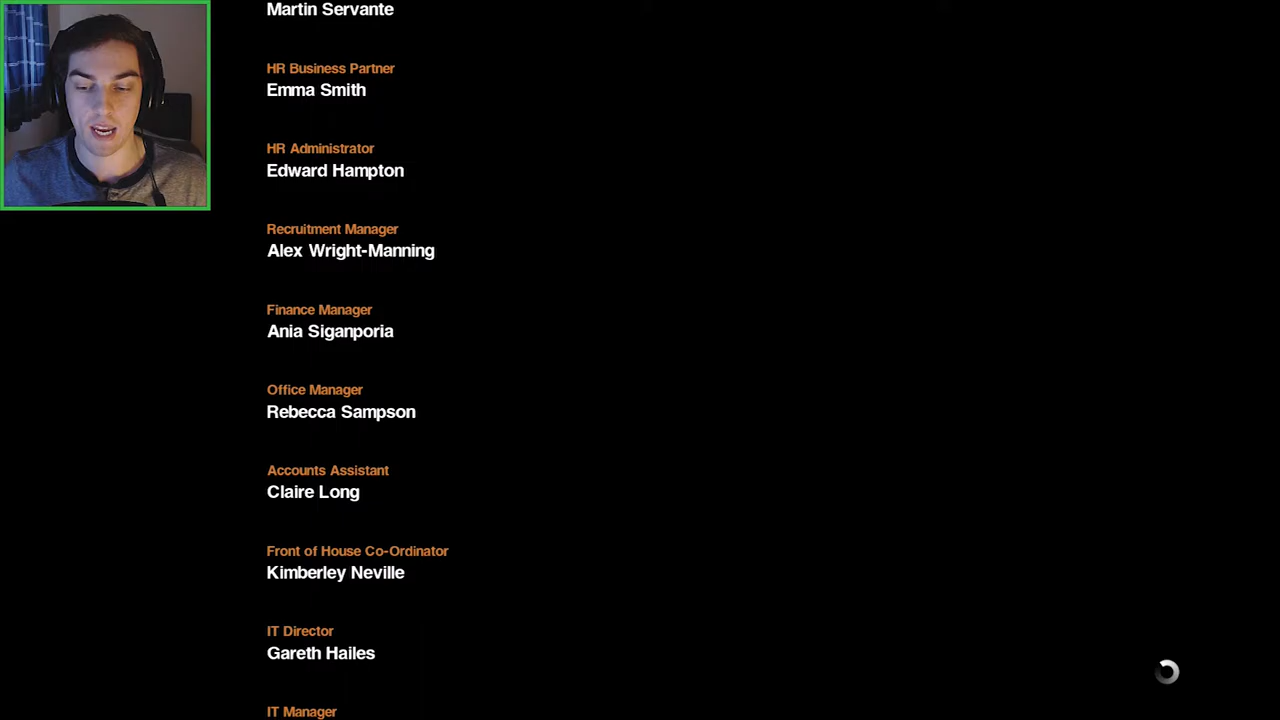 Martin Servante
HR Business Partner
Emma Smith
HR Administrator
Edward Hampton
Recruitment Manager
Alex Wright-Manning
Finance Manager
Ania Siganporia
Office Manager
Rebecca Sampson
Accounts Assistant
Claire Long
Front of House Co-Ordinator
Kimberley Neville
IT Director
Gareth Hailes
IT Manager